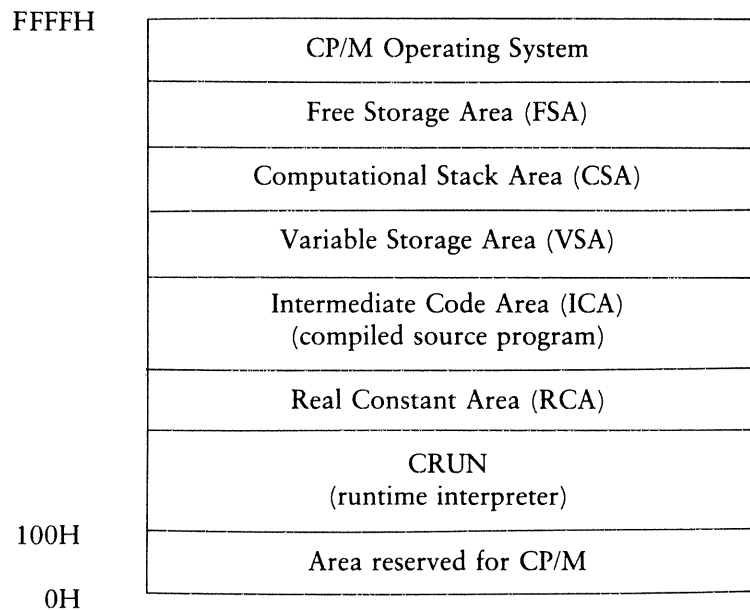 FFFFH
CP/M Operating System
Free Storage Area (FSA)
Computational Stack Area (CSA)
Variable Storage Area (VSA)
Intermediate Code Area (ICA)
(compiled source program)
Real Constant Area (RCA)
CRUN
(runtime interpreter)
100H
Area reserved for CP/M
0H